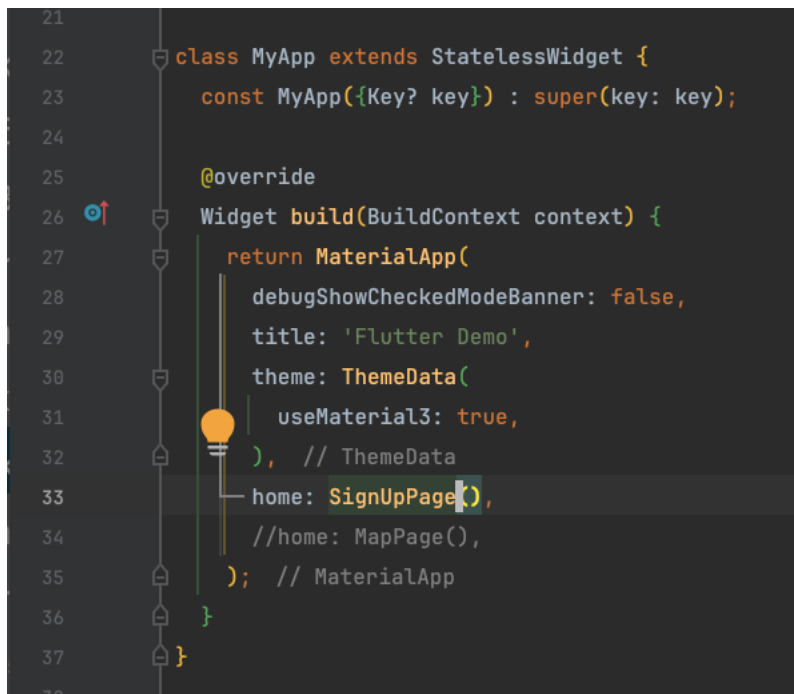 21
22 class MyApp extends StatelessWidget {
23 const MyApp({Key? key}) : super(key: key);
24
25 @override
26 Widget build(BuildContext context) {
27 return MaterialApp(
28 debugShowCheckedModeBanner: false,
29 title: 'Flutter Demo',
30 theme: ThemeData(
31 useMaterial3: true,
32 ), // ThemeData
33 home: SignUpPage(),
34 //home: MapPage(),
35 ); // MaterialApp
36 }
37 }